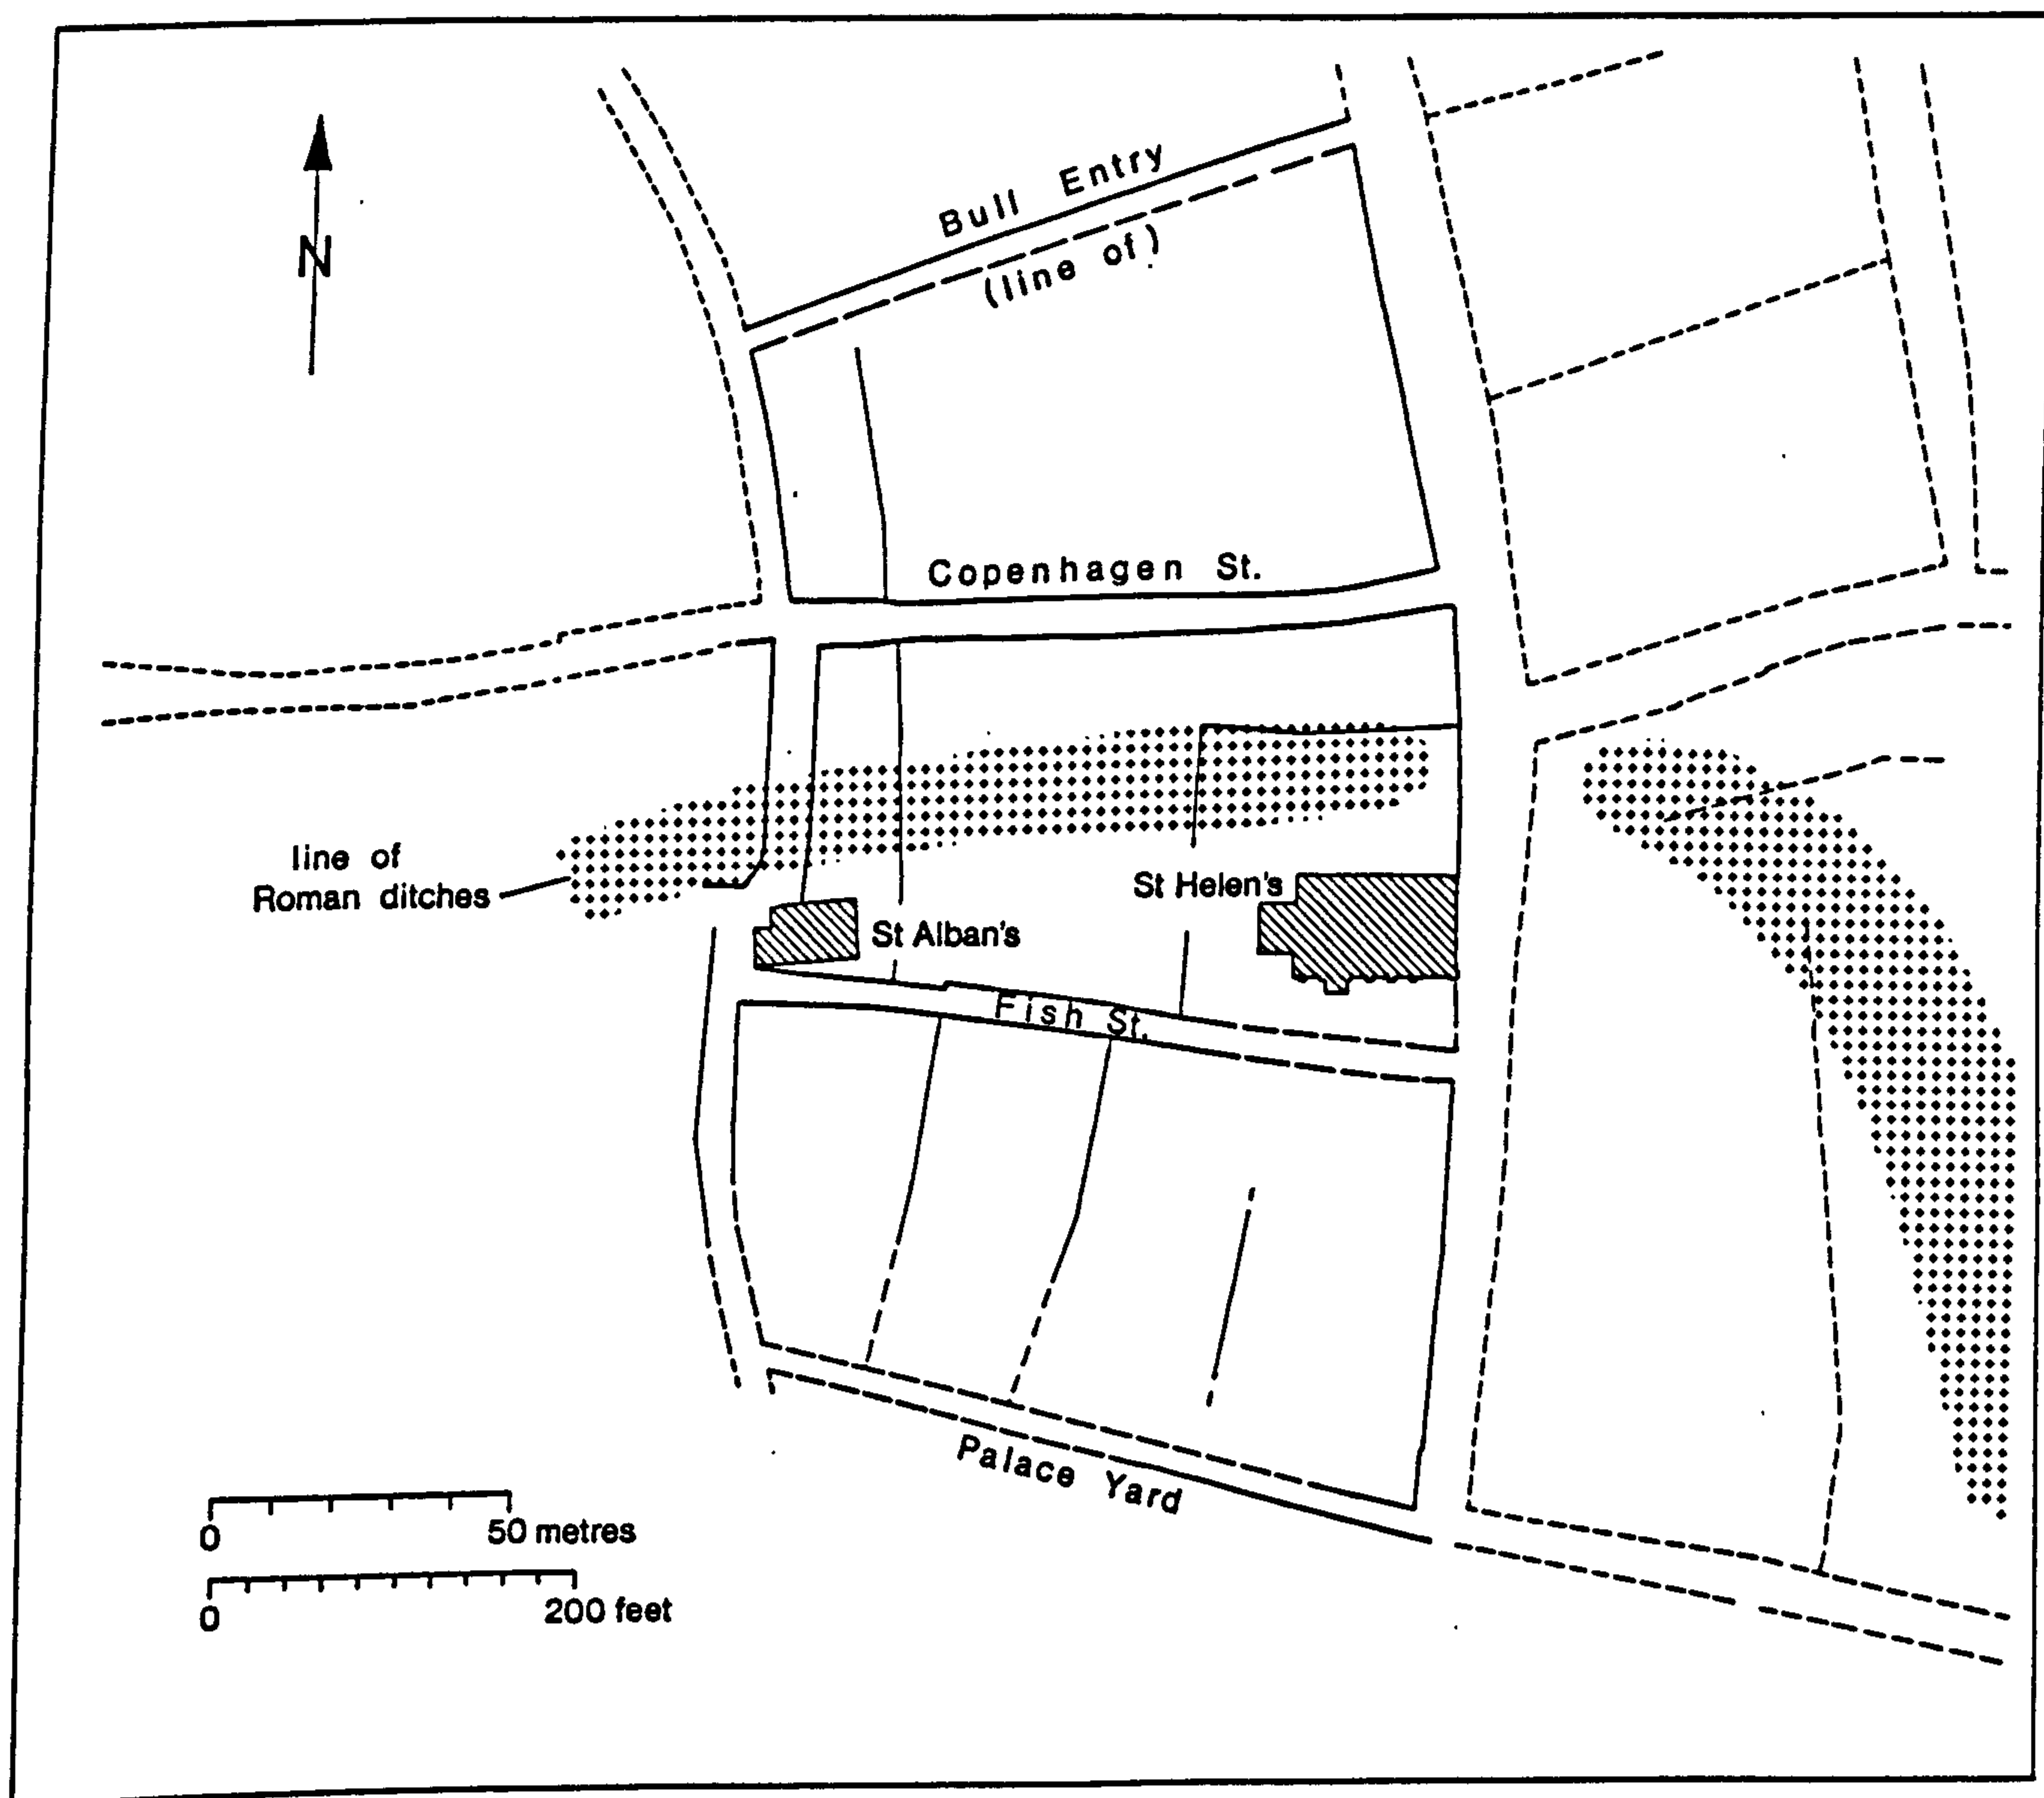 Bull Entry
(line of)
N
Copenhagen St.
line of
Roman ditches
St Helen's
St Alban's
Fish St.
Palace Yard
0
50 metres
0
200 feet